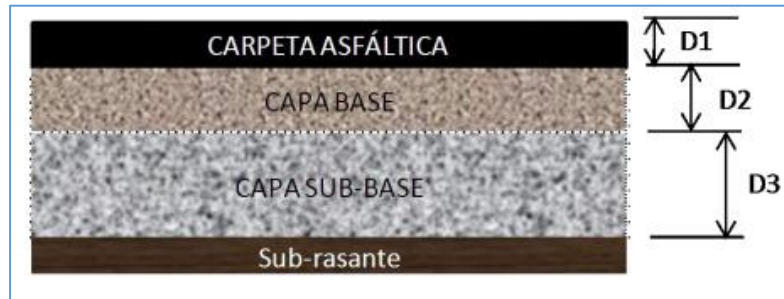 CARPETA ASFÁLTICA
D1
CAPA BASE
D2
CAPA SUB-BASE
D3
Sub-rasante